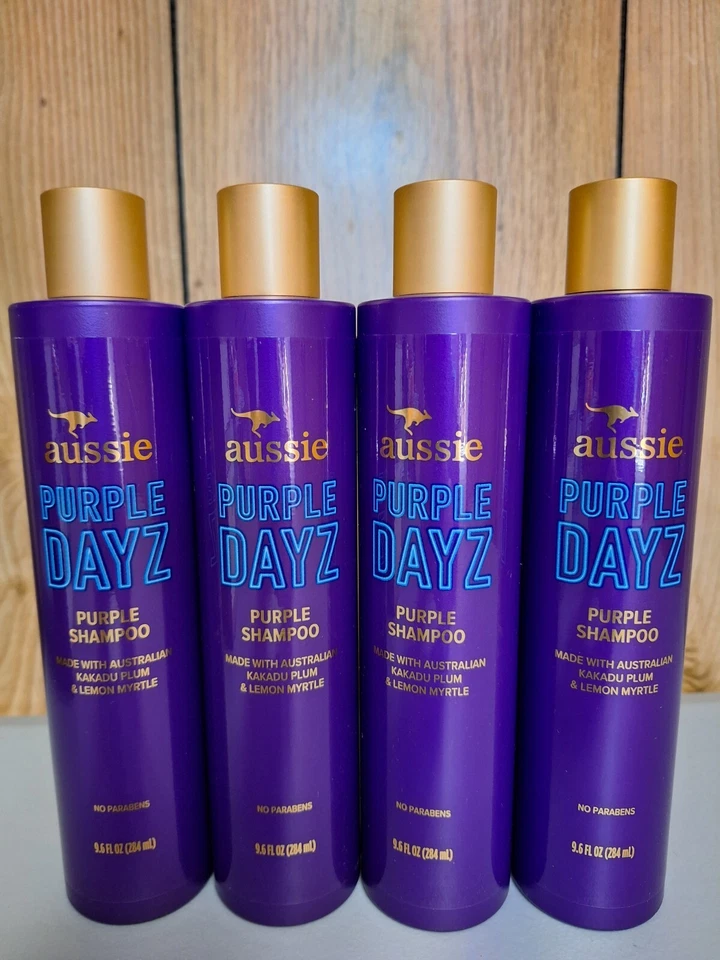 aussie
PURPLE
DAYZ
PURPLE
SHAMPOO
MADE WITH AUSTRALIAN
KAKADU PLUM
& LEMON MYRTLE
NO PARABENS
9.6 FL OZ (284 mL)
aussie
PURPLE
DAYZ
PURPLE
SHAMPOO
MADE WITH AUSTRALIAN
KAKADU PLUM
& LEMON MYRTLE
NO PARABENS
9.6 FL OZ (284 mL)
aussie
PURPLE
DAYZ
PURPLE
SHAMPOO
MADE WITH AUSTRALIAN
KAKADU PLUM
& LEMON MYRTLE
NO PARABENS
9.6 FL OZ (284 mL)
aussie
PURPLE
DAYZ
PURPLE
SHAMPOO
MADE WITH AUSTRALIAN
KAKADU PLUM
& LEMON MYRTLE
NO PARABENS
9.6 FL OZ (284 mL)